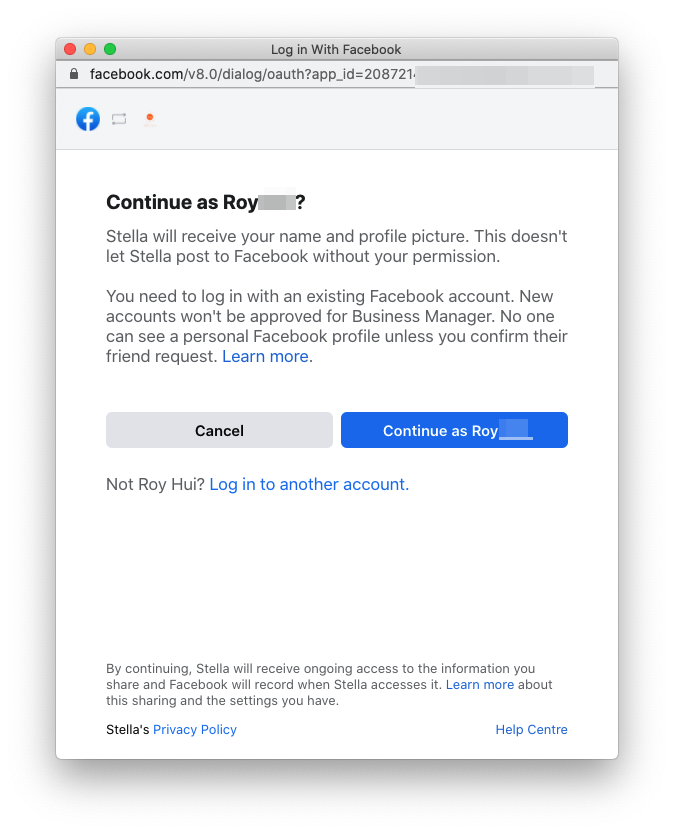 Log in With Facebook
facebook.com/v8.0/dialog/oauth?app_id=208721
Continue as Roy ?
Stella will receive your name and profile picture. This doesn't
let Stella post to Facebook without your permission.
You need to log in with an existing Facebook account. New
accounts won't be approved for Business Manager. No one
can see a personal Facebook profile unless you confirm their
friend request. Learn more.
Cancel
Continue as Roy
Not Roy Hui? Log in to another account.
By continuing, Stella will receive ongoing access to the information you
share and Facebook will record when Stella accesses it. Learn more about
this sharing and the settings you have.
Stella's Privacy Policy
Help Centre